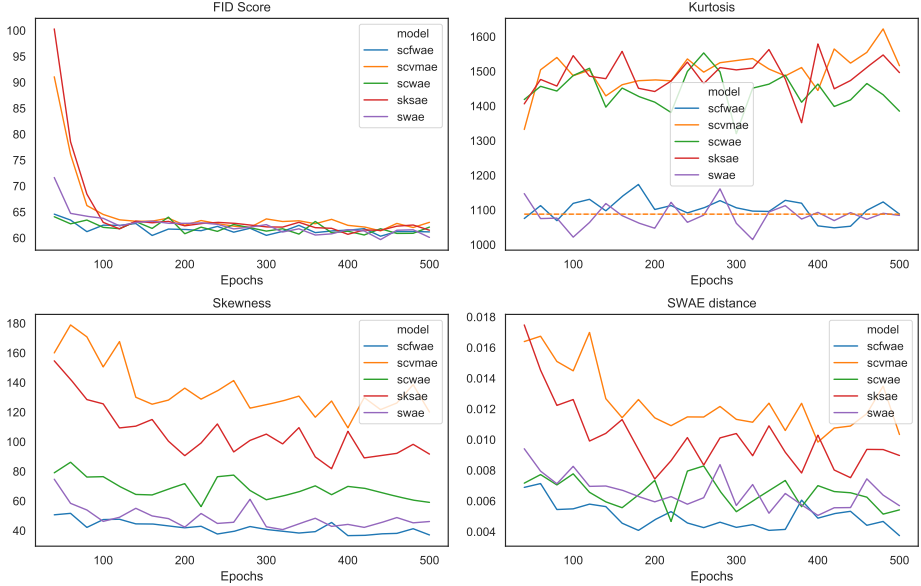 FID Score
100
95
90
85
80
75
70
65
60
model
scfwae
scvmae
scwae
sksae
swae
100
200
300
400
500
Epochs
Kurtosis
1600
1500
1400
1300
1200
1100
1000
model
scfwae
scvmae
scwae
sksae
swae
100
200
300
400
500
Epochs
Skewness
180
160
140
120
100
80
60
40
model
scfwae
scvmae
scwae
sksae
swae
100
200
300
400
500
Epochs
SWAE distance
0.018
0.016
0.014
0.012
0.010
0.008
0.006
0.004
model
scfwae
scvmae
scwae
sksae
swae
100
200
300
400
500
Epochs